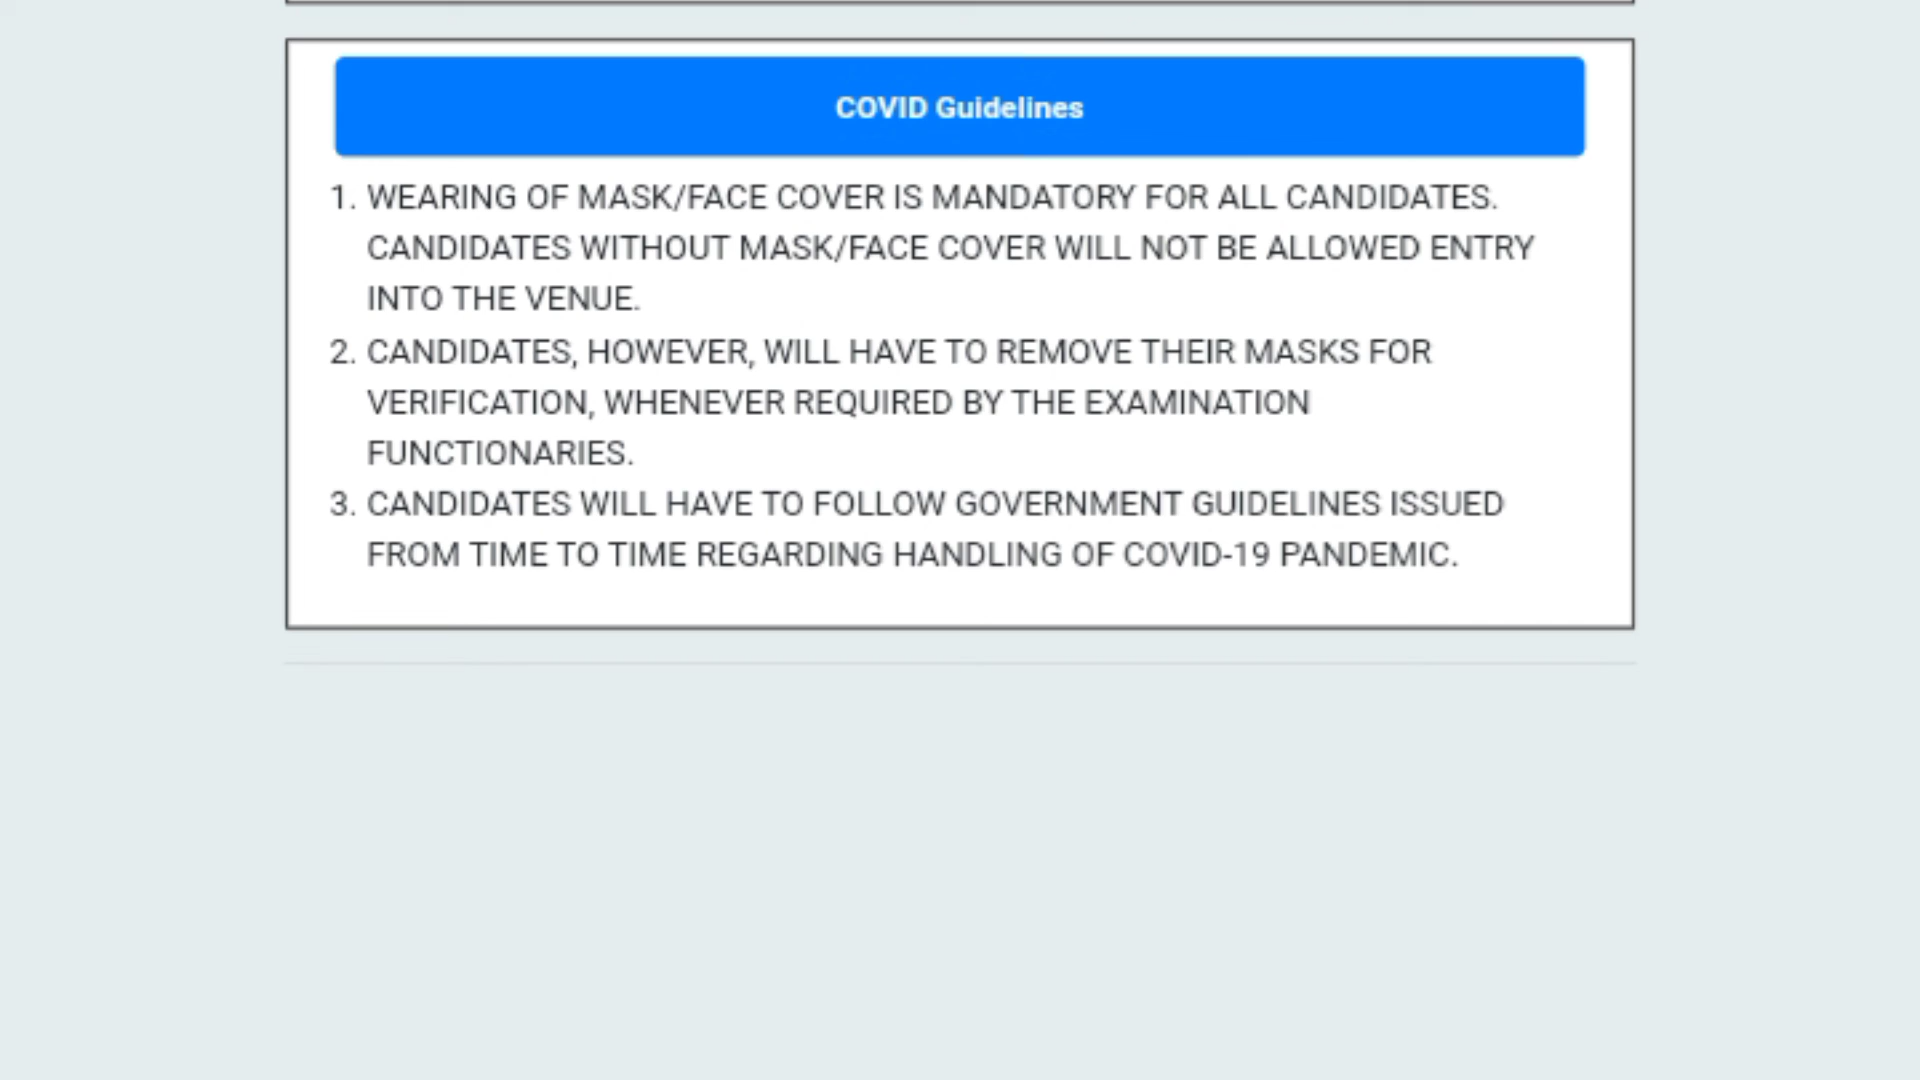 COVID Guidelines
1. WEARING OF MASK/FACE COVER IS MANDATORY FOR ALL CANDIDATES.
CANDIDATES WITHOUT MASK/FACE COVER WILL NOT BE ALLOWED ENTRY
INTO THE VENUE.
2. CANDIDATES, HOWEVER, WILL HAVE TO REMOVE THEIR MASKS FOR
VERIFICATION, WHENEVER REQUIRED BY THE EXAMINATION
FUNCTIONARIES.
3. CANDIDATES WILL HAVE TO FOLLOW GOVERNMENT GUIDELINES ISSUED
FROM TIME TO TIME REGARDING HANDLING OF COVID-19 PANDEMIC.